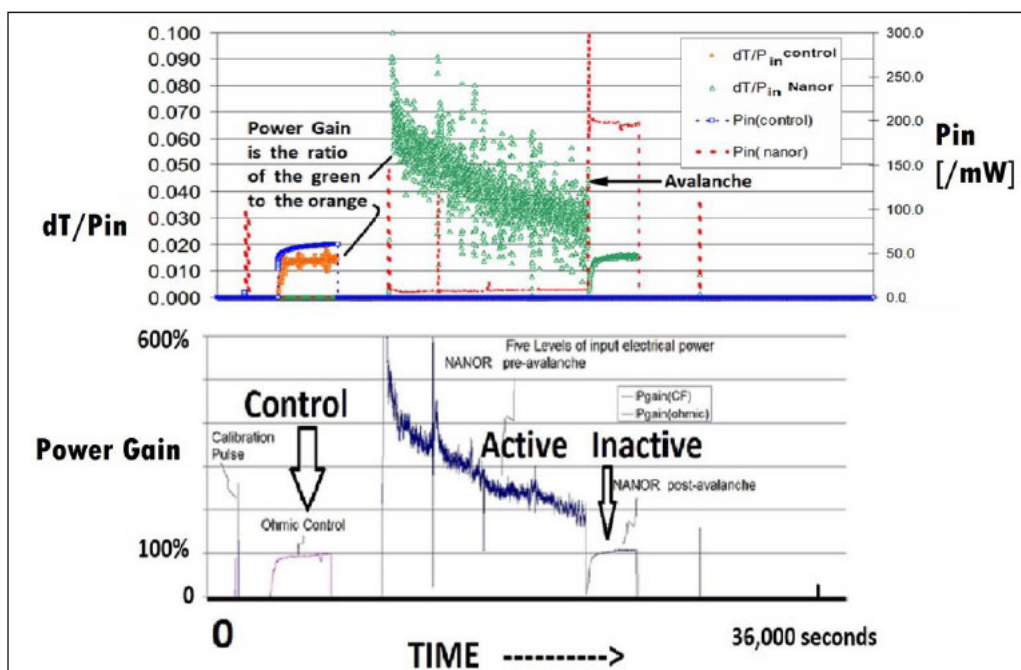 0.100
0.090
0.080
0.070
0.060
0.050
0.040
0.030
0.020
0.010
0.000
dT/Pin
Power Gain
is the ratio
of the green
to the orange
dT/P in control
dT/P in Nanor
Pin(control)
Pin( nanor)
Avalanche
300.0
250.0
200.0
150.0
100.0
50.0
0.0
Pin
[/mW]
600%
100%
0
Power Gain
Calibration
Pulse
Control
Ohmic Control
Five Levels of input electrical power
NANOR pre-avalanche
Pgain(CF)
Pgain(ohmic)
Active
Inactive
NANOR post-avalanche
0
TIME ---------->
36,000 seconds